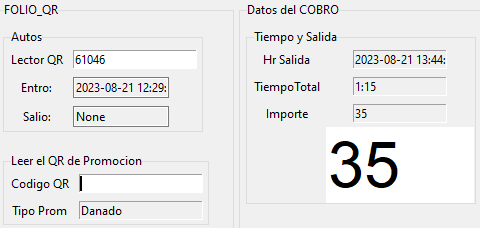 FOLIO_QR
Autos
Lector QR 61046
Entro: 2023-08-21 12:29:
Salio: None
Leer el QR de Promocion
Codigo QR
Tipo Prom Danado
Datos del COBRO
Tiempo y Salida
Hr Salida 2023-08-21 13:44:
TiempoTotal 1:15
Importe 35
35